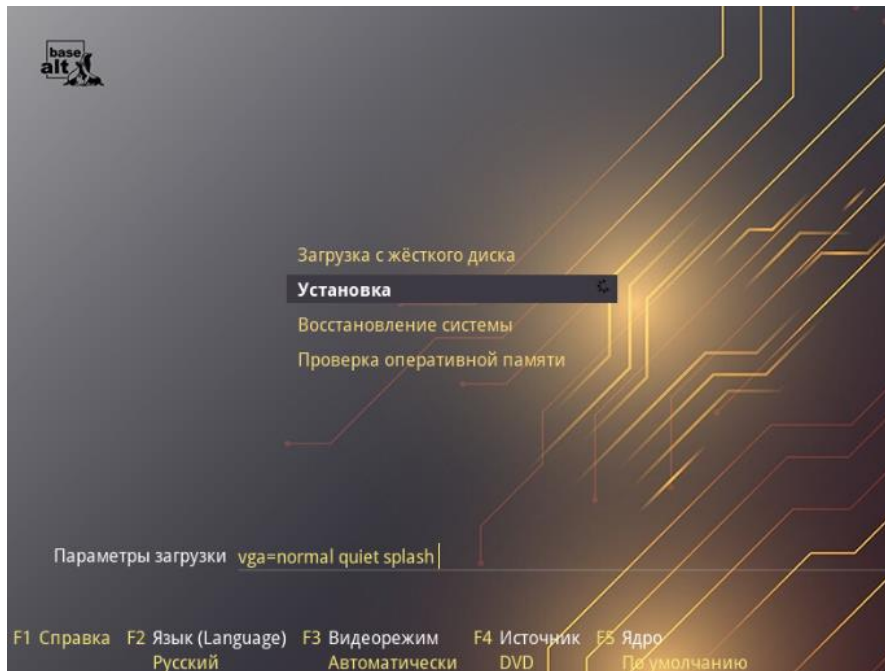 base
alt
Загрузка с жёсткого диска
Установка
Восстановление системы
Проверка оперативной памяти
Параметры загрузки vga=normal quiet splash
F1 Справка F2 Язык (Language) F3 Видеорежим F4 Источник F5 Ядро
Русский Автоматически DVD По умолчанию